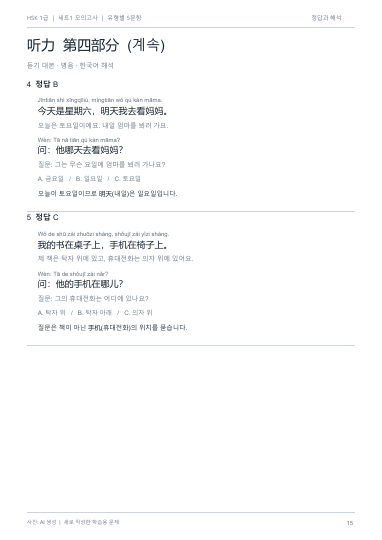 HSK 1급 | 세트1 모의고사 | 유형별 5문항
정답과 해석
听力 第四部分 (계속)
듣기 대본 · 병음 · 한국어 해석
4 정답 B
Jīntiān shì xīngqīliù, míngtiān wǒ qù kàn māma.
今天是星期六，明天我去看妈妈。
오늘은 토요일이에요. 내일 엄마를 보러 가요.
Wèn: Tā nǎ tiān qù kàn māma?
问：他哪天去看妈妈？
질문: 그는 무슨 요일에 엄마를 보러 가나요?
A. 금요일 / B. 일요일 / C. 토요일
오늘이 토요일이므로 明天(내일)은 일요일입니다.
5 정답 C
Wǒ de shū zài zhuōzi shàng, shǒujī zài yǐzi shàng.
我的书在桌子上，手机在椅子上。
제 책은 탁자 위에 있고, 휴대전화는 의자 위에 있어요.
Wèn: Tā de shǒujī zài nǎr?
问：他的手机在哪儿？
질문: 그의 휴대전화는 어디에 있나요?
A. 탁자 위 / B. 탁자 아래 / C. 의자 위
질문은 책이 아닌 手机(휴대전화)의 위치를 묻습니다.
사진: AI 생성 | 새로 작성한 학습용 문제
15